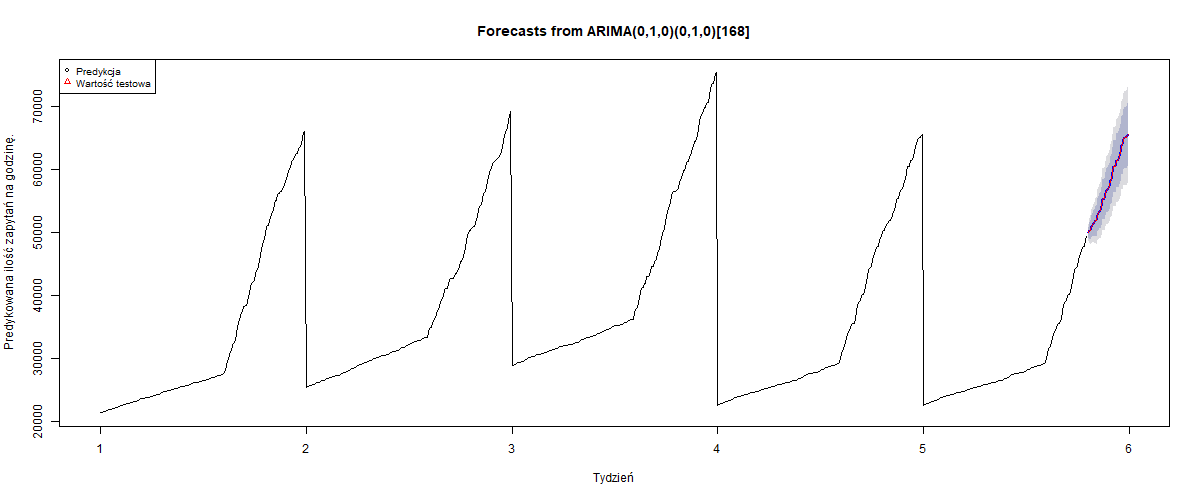 Forecasts from ARIMA(0,1,0)(0,1,0)[168]
Predykcja
Wartość testowa
Predykowana ilość zapytań na godzinę.
70000
60000
50000
40000
30000
20000
1 2 3 4 5 6
Tydzień